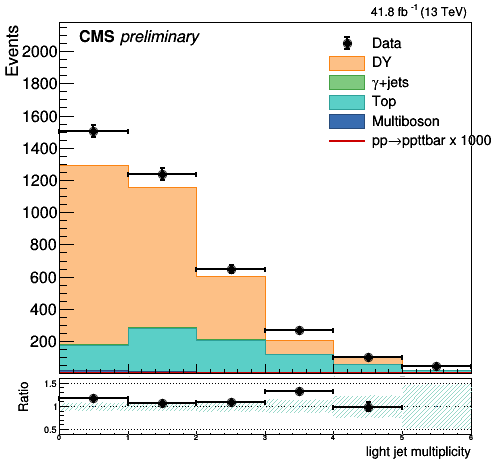 41.8 fb⁻¹ (13 TeV)
CMS preliminary
Events
2000
1800
1600
1400
1200
1000
800
600
400
200
Data
DY
γ+jets
Top
Multiboson
pp→ppttbar x 1000
Ratio
1.5
1
0.5
0 1 2 3 4 5 6
light jet multiplicity